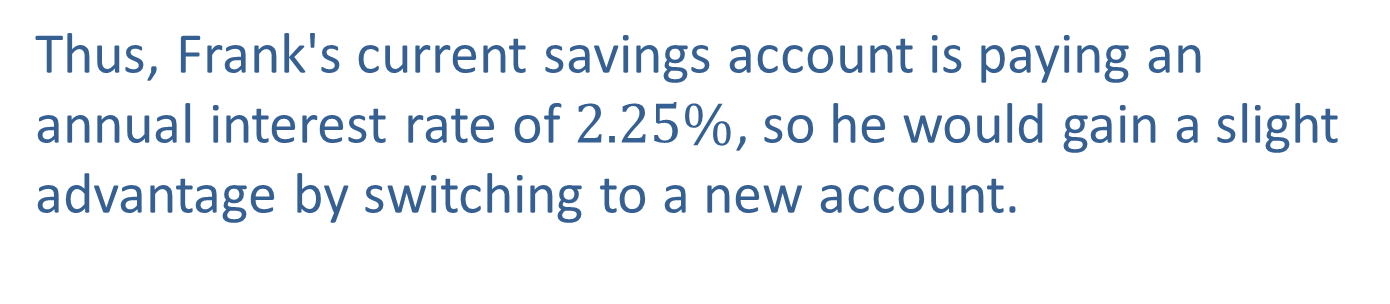 Thus, Frank's current savings account is paying an
annual interest rate of 2.25%, so he would gain a slight
advantage by switching to a new account.